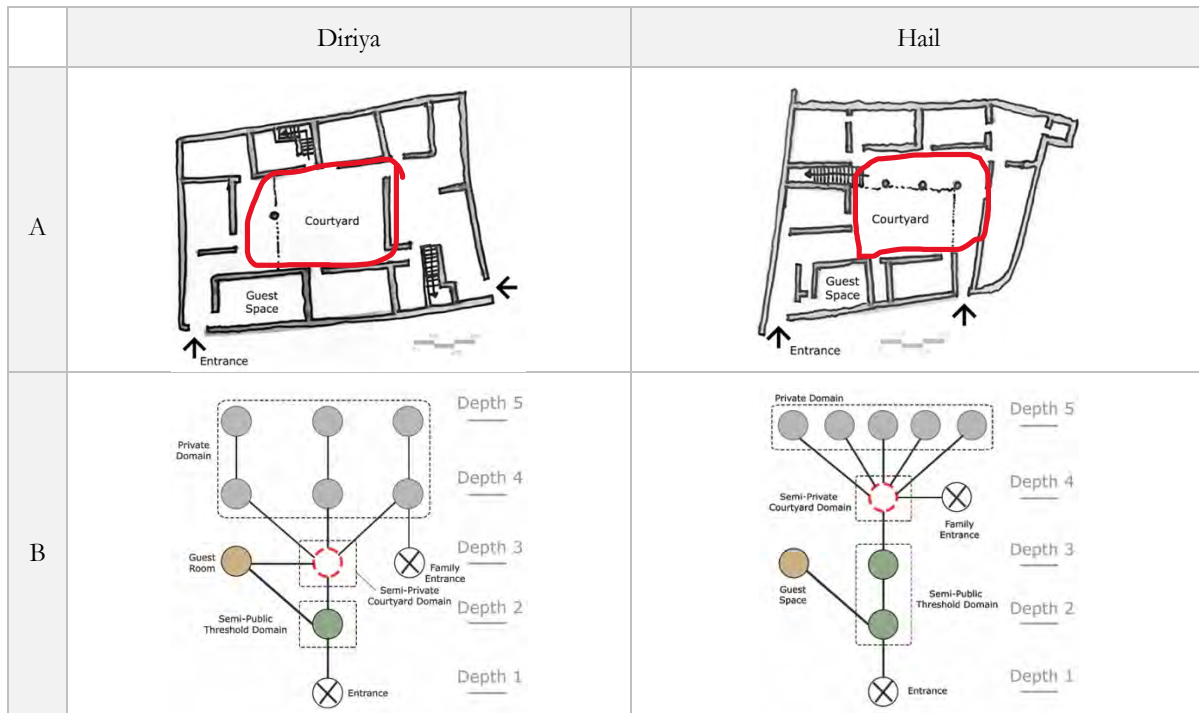 Diriya
Hail
A
Courtyard
Guest
Space
Entrance
Courtyard
Guest
Space
Entrance
B
Depth 5
Private
Domain
Depth 4
Guest
Room
Depth 3
Family
Entrance
Semi-Private
Courtyard Domain
Semi-Public
Threshold Domain
Depth 2
Entrance
Depth 1
Private Domain
Depth 5
Semi-Private
Courtyard Domain
Depth 4
Family
Entrance
Guest
Space
Depth 3
Semi-Public
Threshold Domain
Depth 2
Entrance
Depth 1